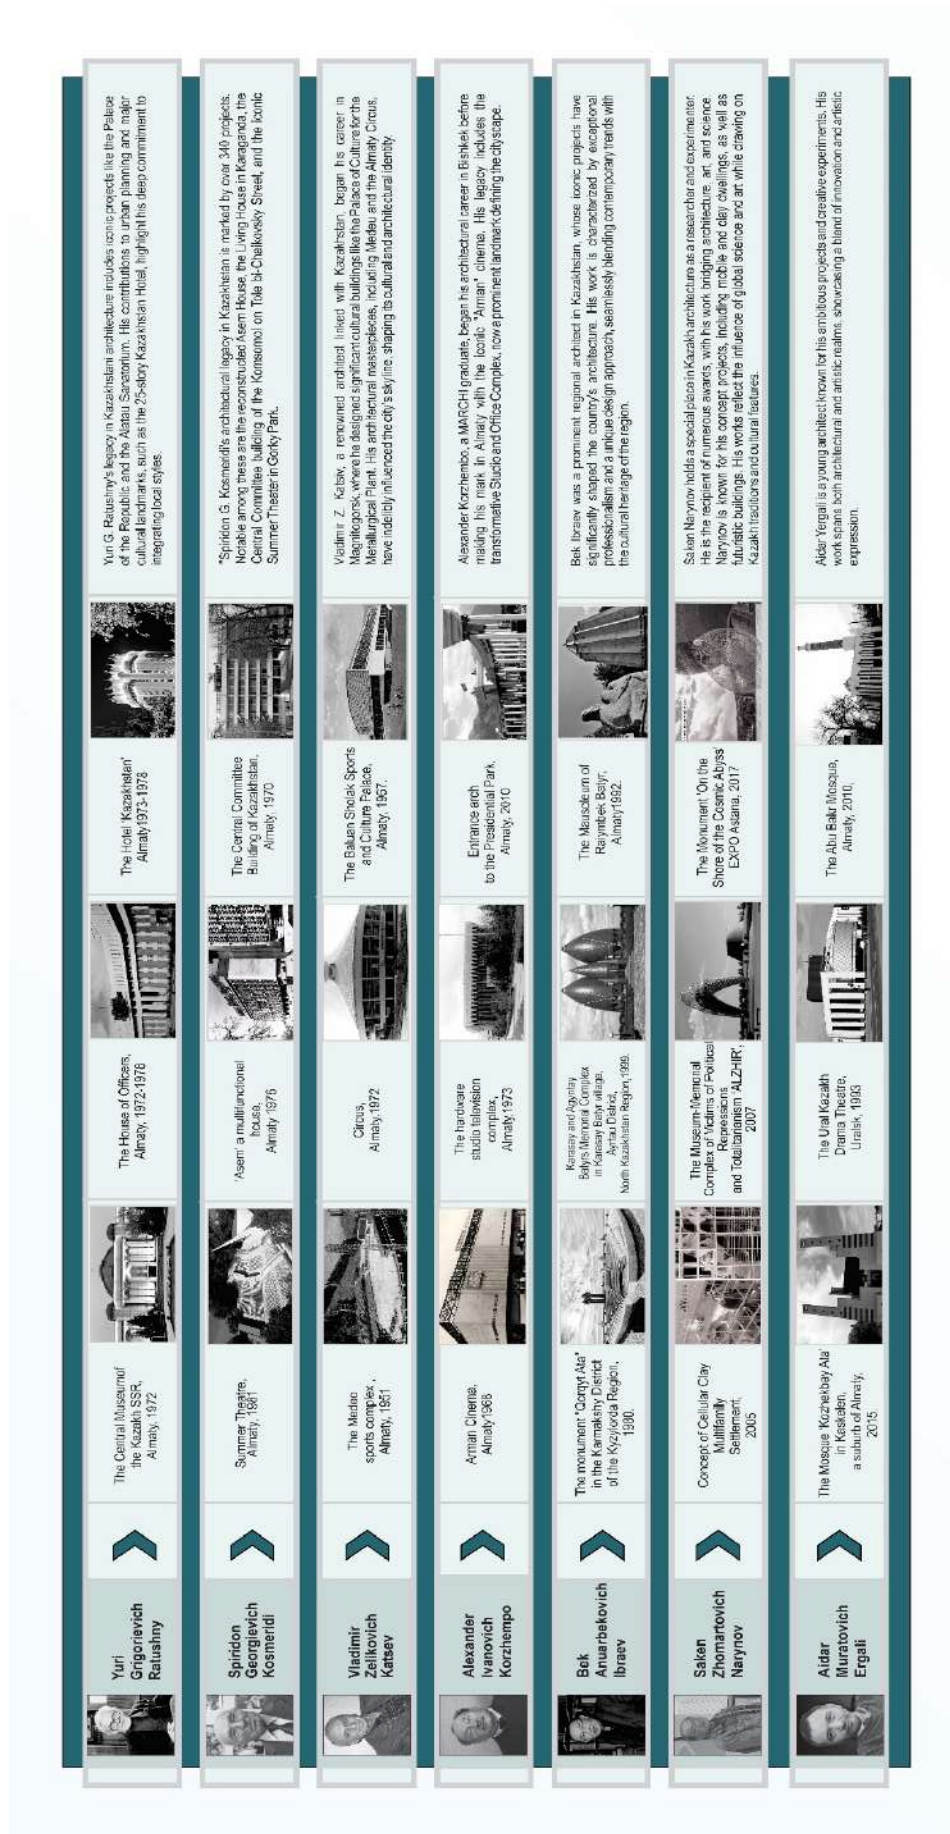 Yuri
Grigorievich
Ratushny
The Central Museumof
the Kazakh SSR,
Almaty, 1972
The House of Officers,
Almaty, 1972-1978
The Hotel 'Kazakhstan'
Almaty1973-1978
Yuri G. Ratushny's legacy in Kazakhstani architecture includes iconic projects like the Palace
of the Republic and the Alatau Sanatorium. His contributions to urban planning and major
cultural landmarks, such as the 25-story Kazakhstan Hotel, highlight his deep commitment to
integrating local styles.
Spiridon
Georgievich
Kosmeridi
Summer Theatre,
Almaty, 1981
'Asem' a multifunctional
house,
Almaty 1976
The Central Committee
Building of Kazakhstan,
Almaty, 1970
"Spiridon G. Kosmeridi's architectural legacy in Kazakhstan is marked by over 340 projects.
Notable among these are the reconstructed Asem House, the Living House in Karaganda, the
Central Committee building of the Komsomol on Tole bi-Chaikovsky Street, and the iconic
Summer Theater in Gorky Park.
Vladimir
Zelikovich
Katsev
The Medeo
sports complex ,
Almaty, 1951
Circus,
Almaty,1972
The Baluan Sholak Sports
and Culture Palace,
Almaty, 1967.
Vladimir Z. Katsiv, a renowned architect linked with Kazakhstan, began his career in
Magnitogorsk, where he designed significant cultural buildings like the Palace of Culture for the
Metallurgical Plant. His architectural masterpieces, including Medeu and the Almaty Circus,
have indelibly influenced the city's skyline, shaping its cultural and architectural identity.
Alexander
Ivanovich
Korzhempo
Arman Cinema,
Almaty1968
The hardware
studio television
complex,
Almaty,1973
Entrance arch
to the Presidential Park,
Almaty, 2010
Alexander Korzhembo, a MARCHI graduate, began his architectural career in Bishkek before
making his mark in Almaty with the iconic "Arman" cinema. His legacy includes the
transformative Studio and Office Complex, now a prominent landmark defining the cityscape.
Bek
Anuarbekovich
Ibraev
The monument "Qorqyt Ata"
in the Karmakshy District
of the Kyzylorda Region,
1980.
Karasay and Agyntay
Batyrs Memorial Complex
in Karasay Batyr village,
Ayrtau District,
North Kazakhstan Region,1999.
The Mausoleum of
Raiymbek Batyr,
Almaty1992.
Bek Ibraev was a prominent regional architect in Kazakhstan, whose iconic projects have
significantly shaped the country's architecture. His work is characterized by exceptional
professionalism and a unique design approach, seamlessly blending contemporary trends with
the cultural heritage of the region.
Saken
Zhomartovich
Narynov
Concept of Cellular Clay
Multifamily
Settlement,
2005
The Museum-Memorial
Complex of Victims of Political
Repressions
and Totalitarianism 'ALZHIR',
2007
The Monument 'On the
Shore of the Cosmic Abyss'
EXPO Astana, 2017
Saken Narynov holds a special place in Kazakh architecture as a researcher and experimenter.
He is the recipient of numerous awards, with his work bridging architecture, art, and science.
Narynov is known for his concept projects, including mobile and clay dwellings, as well as
futuristic buildings. His works reflect the influence of global science and art while drawing on
Kazakh traditions and cultural features.
Aidar
Muratovich
Ergali
The Mosque 'Kozhekbay Ata'
in Kaskelen,
a suburb of Almaty,
2015
The Ural Kazakh
Drama Theatre,
Uralsk, 1993
The Abu Bakr Mosque,
Almaty, 2010,
Aidar Yergali is a young architect known for his ambitious projects and creative experiments. His
work spans both architectural and artistic realms, showcasing a blend of innovation and artistic
expression.